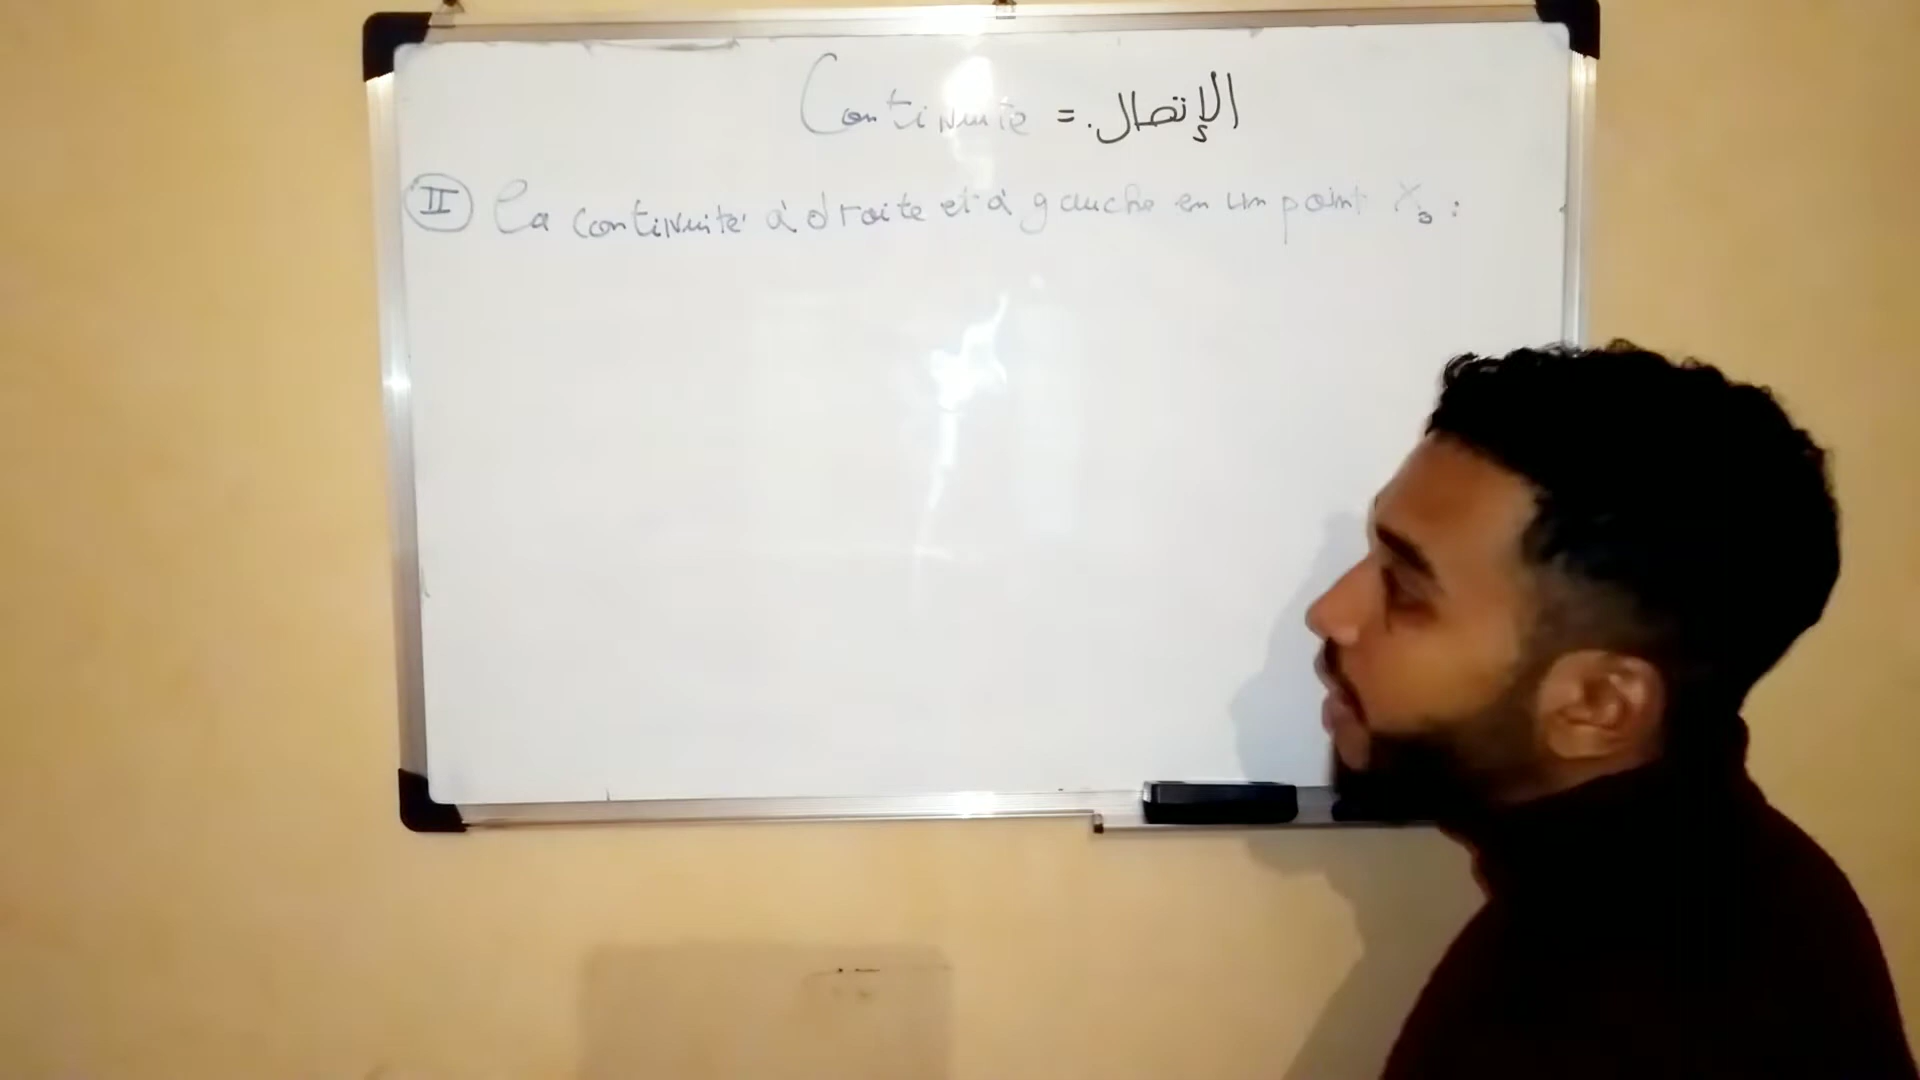 Continuité = الإتصال.
II La continuité à droite et à gauche en un point x₀ :